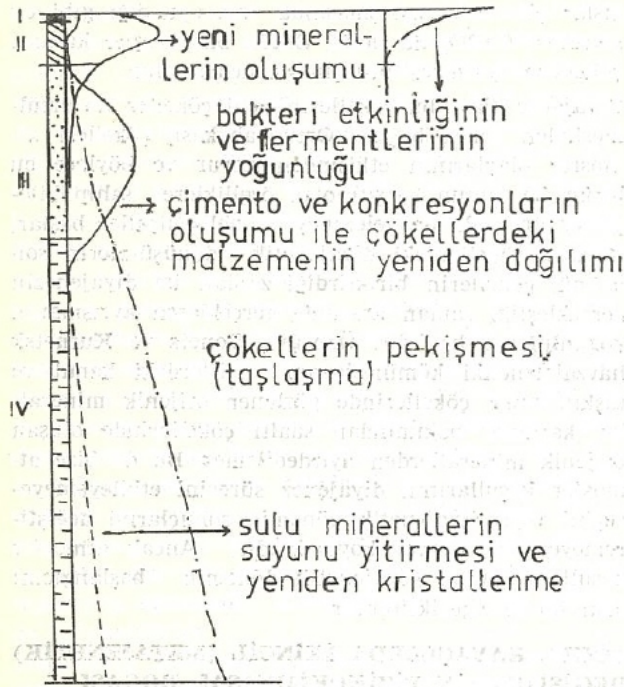 I
II
III
IV
yeni mineral-
lerin oluşumu
bakteri etkinliğinin
ve fermentlerinin
yoğunluğu
çimento ve konkresyonların
oluşumu ile çökellerdeki
malzemenin yeniden dağılımı
çökellerin pekişmesi
(taşlaşma)
sulu minerallerin
suyunu yitirmesi ve
yeniden kristallenme